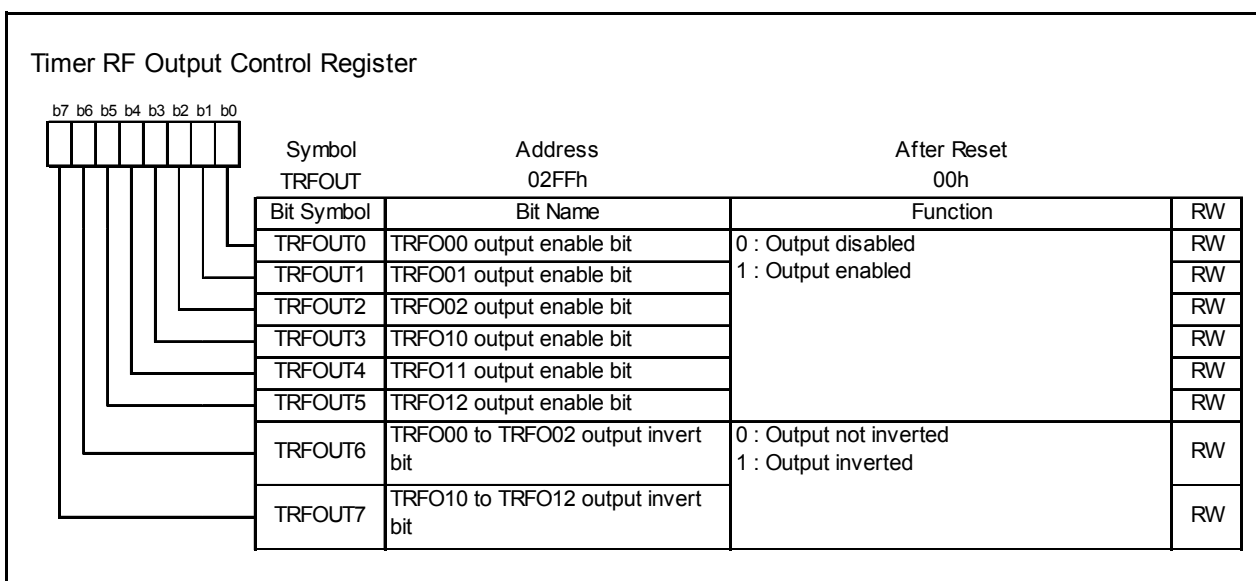 Timer RF Output Control Register
b7 b6 b5 b4 b3 b2 b1 b0
Symbol Address After Reset
TRFOUT 02FFh 00h
Bit Symbol Bit Name Function RW
TRFOUT0 TRFO00 output enable bit 0 : Output disabled RW
TRFOUT1 TRFO01 output enable bit 1 : Output enabled RW
TRFOUT2 TRFO02 output enable bit RW
TRFOUT3 TRFO10 output enable bit RW
TRFOUT4 TRFO11 output enable bit RW
TRFOUT5 TRFO12 output enable bit RW
TRFOUT6 TRFO00 to TRFO02 output invert bit 0 : Output not inverted RW
1 : Output inverted
TRFOUT7 TRFO10 to TRFO12 output invert bit RW